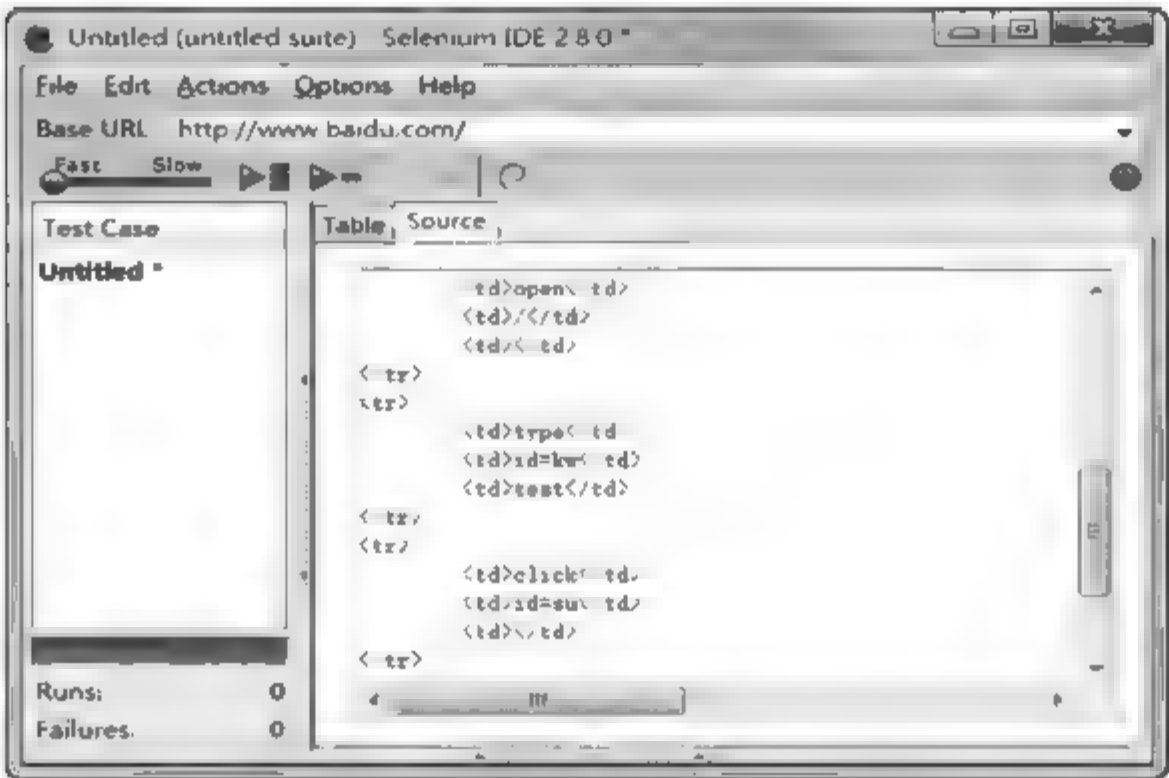 Untitled (untitled suite) Selenium IDE 2 8 0 *
File Edit Actions Options Help
Base URL http://www baidu.com/
Fast Slow
Test Case
Untitled *
Table Source
td>open\ td>
<td>/</td>
<td/< td>
< tr>
\tr>
\td>type< td
<td>id=kw< td>
<td>test</td>
< tr/
<tr/
<td>click' td.
<td/id=su\ td/
<td>\/td>
< tr>
Runs: 0
Failures. 0